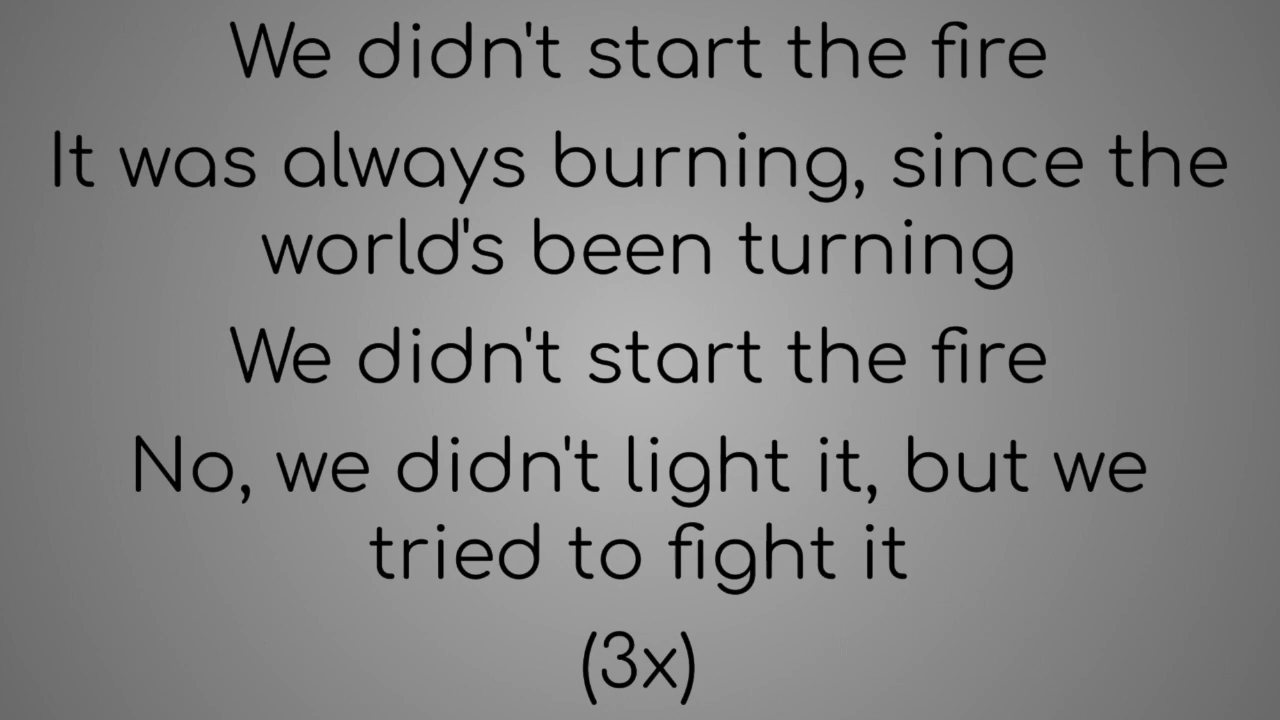 We didn't start the fire
It was always burning, since the
world's been turning
We didn't start the fire
No, we didn't light it, but we
tried to fight it
(3x)